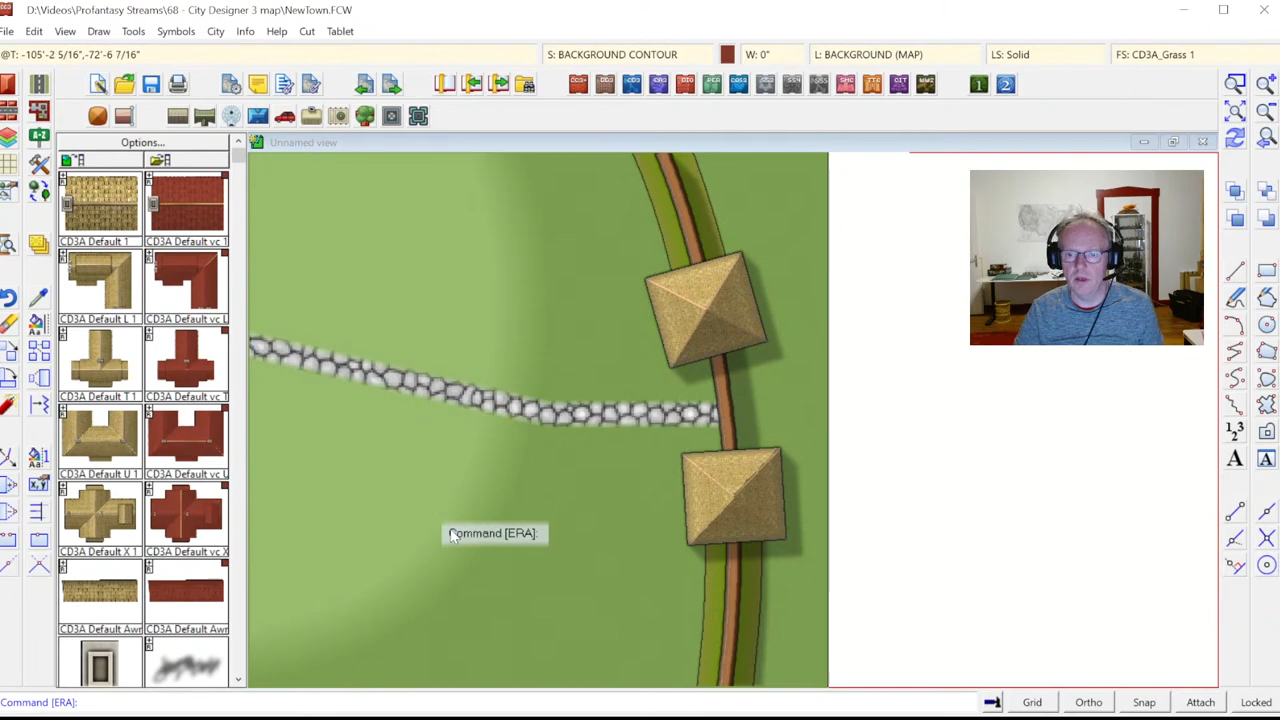 D:\Videos\Profantasy Streams\68 - City Designer 3 map\NewTown.FCW
File Edit View Draw Tools Symbols City Info Help Cut Tablet
@T: -105'-2 5/16",-72'-6 7/16" S: BACKGROUND CONTOUR W: 0" L: BACKGROUND (MAP) LS: Solid FS: CD3A_Grass 1
Options...
Unnamed view
CD3A Default 1 CD3A Default vc 1
CD3A Default L 1 CD3A Default vc L
CD3A Default T 1 CD3A Default vc T
CD3A Default U 1 CD3A Default vc U
CD3A Default X 1 CD3A Default vc X
CD3A Default Awr CD3A Default Awr
Command [ERA]:
Command [ERA]:
Grid Ortho Snap Attach Locked